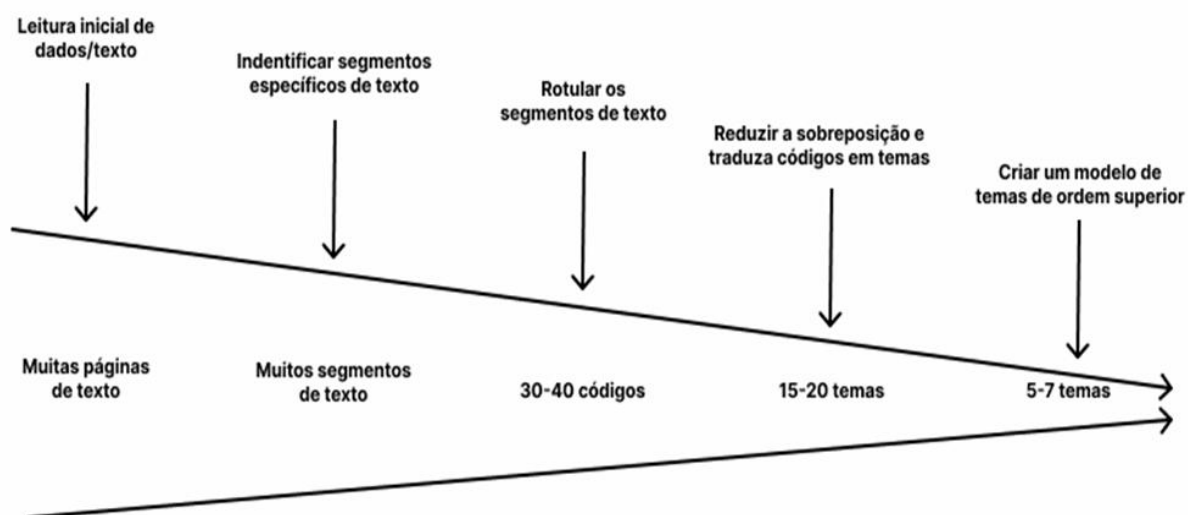 Leitura inicial de
dados/texto
Indentificar segmentos
específicos de texto
Rotular os
segmentos de texto
Reduzir a sobreposição e
traduza códigos em temas
Criar um modelo de
temas de ordem superior
Muitas páginas
de texto
Muitos segmentos
de texto
30-40 códigos
15-20 temas
5-7 temas